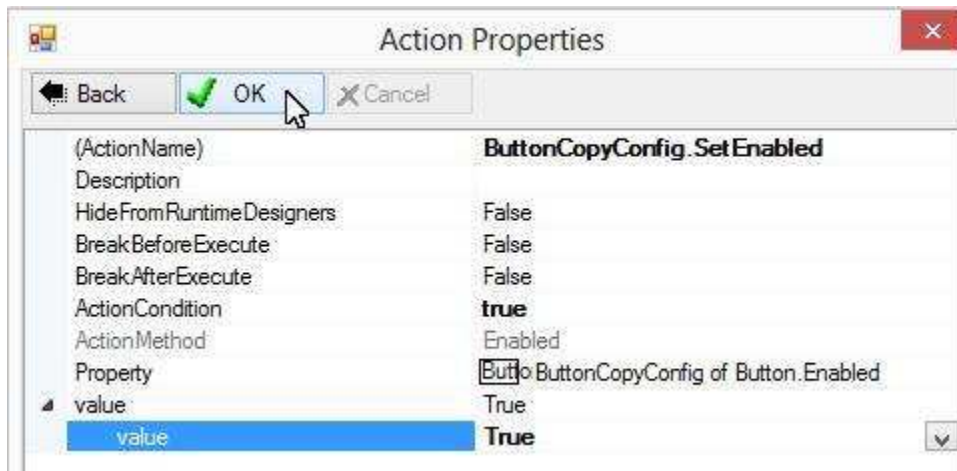 Action Properties
Back OK Cancel
(ActionName) ButtonCopyConfig.SetEnabled
Description
HideFromRuntimeDesigners False
BreakBeforeExecute False
BreakAfterExecute False
ActionCondition true
ActionMethod Enabled
Property Butto ButtonCopyConfig of Button.Enabled
value True
value True